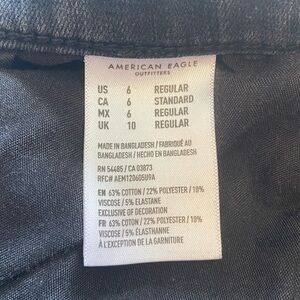 AMERICAN EAGLE
OUTFITTERS
US 6 REGULAR
CA 6 STANDARD
MX 6 REGULAR
UK 10 REGULAR
MADE IN BANGLADESH / FABRIQUÉ AU
BANGLADESH / HECHO EN BANGLADESH
RN 54485 / CA 03873
RFC# AEM120605U9A
EN 63% COTTON / 22% POLYESTER / 10%
VISCOSE / 5% ELASTANE
EXCLUSIVE OF DECORATION
FR 63% COTON / 22% POLYESTER / 10%
VISCOSE / 5% ÉLASTHANNE
À L'EXCEPTION DE LA GARNITURE